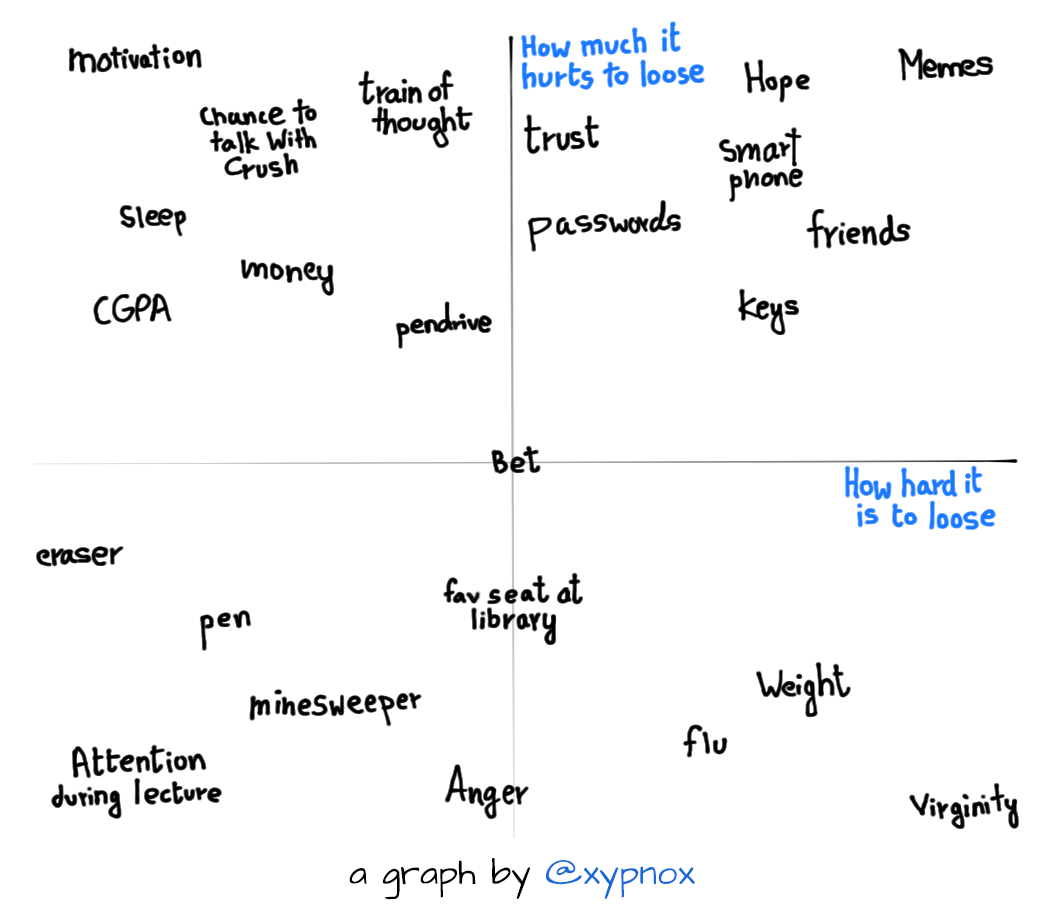 motivation
How much it
hurts to loose
Hope
Memes
train of
thought
Chance to
talk With
Crush
trust
smart
phone
Sleep
passwords
friends
money
CGPA
pendrive
keys
Bet
How hard it
is to loose
eraser
fav seat at
library
pen
Weight
minesweeper
flu
Attention
during lecture
Anger
Virginity
a graph by @xypnox